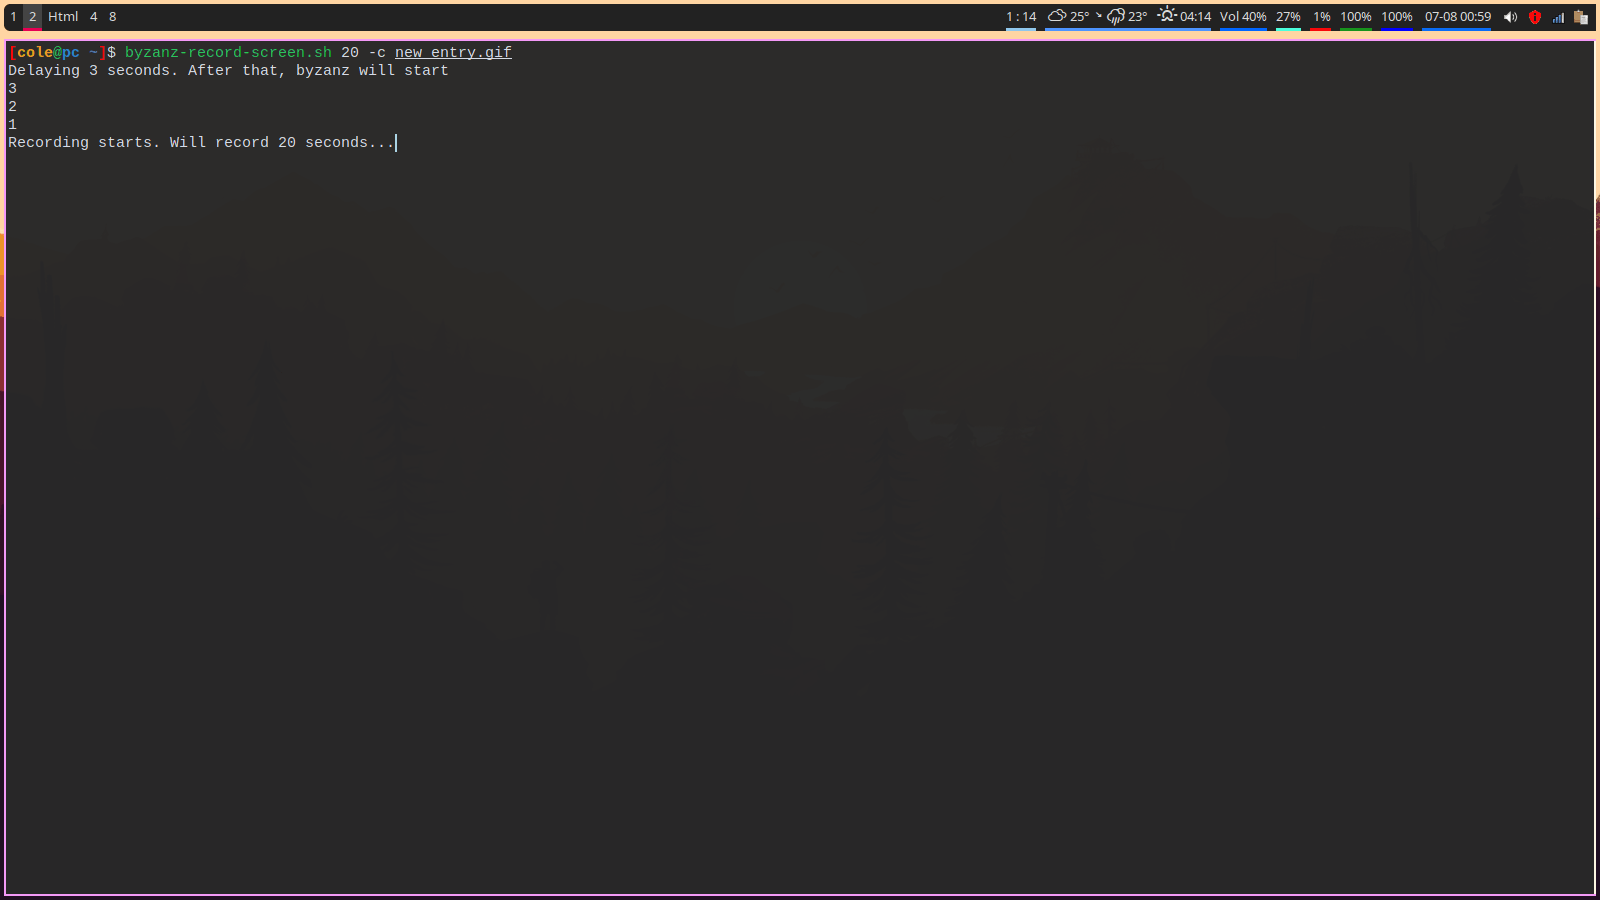 1 2 Html 4 8 1 : 14 25° 23° 04:14 Vol 40% 27% 1% 100% 100% 07-08 00:59
[cole@pc ~]$ byzanz-record-screen.sh 20 -c new_entry.gif
Delaying 3 seconds. After that, byzanz will start
3
2
1
Recording starts. Will record 20 seconds...